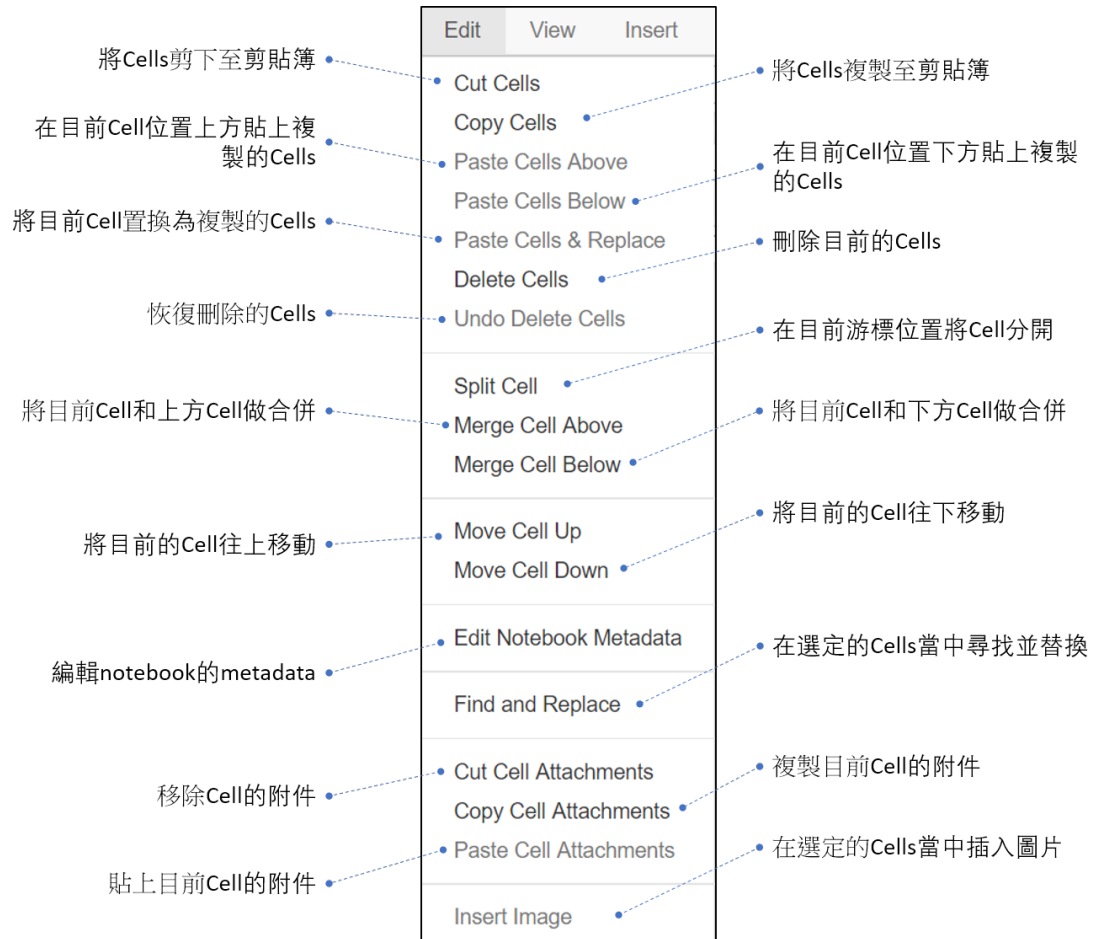 Edit View Insert
將Cells剪下至剪貼簿
Cut Cells
將Cells複製至剪貼簿
Copy Cells
在目前Cell位置上方貼上複
製的Cells
Paste Cells Above
在目前Cell位置下方貼上複製
的Cells
Paste Cells Below
將目前Cell置換為複製的Cells
Paste Cells & Replace
刪除目前的Cells
Delete Cells
恢復刪除的Cells
Undo Delete Cells
在目前游標位置將Cell分開
Split Cell
將目前Cell和上方Cell做合併
Merge Cell Above
將目前Cell和下方Cell做合併
Merge Cell Below
將目前的Cell往上移動
Move Cell Up
將目前的Cell往下移動
Move Cell Down
編輯notebook的metadata
Edit Notebook Metadata
在選定的Cells當中尋找並替換
Find and Replace
移除Cell的附件
Cut Cell Attachments
複製目前Cell的附件
Copy Cell Attachments
貼上目前Cell的附件
Paste Cell Attachments
在選定的Cells當中插入圖片
Insert Image